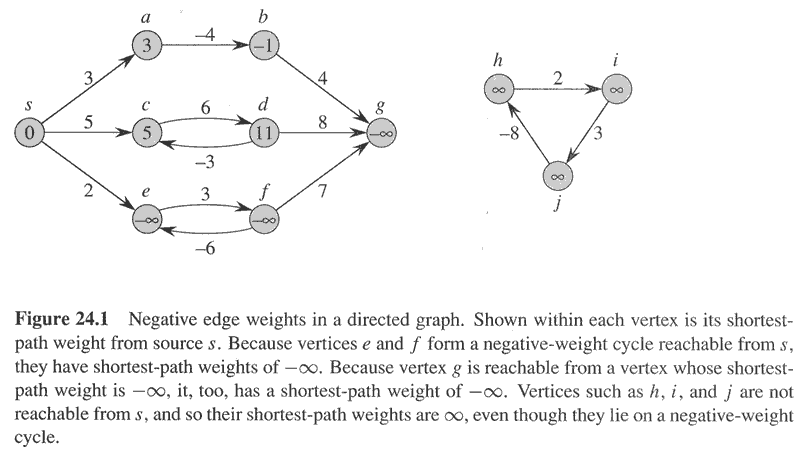 a b
3 –4 –1
3 4
s c 6 d g
0 5 5 11 8 –∞
–3
2 e 3 f 7
–∞ –∞
–6
h i
∞ 2 ∞
–8 3
∞
j
Figure 24.1 Negative edge weights in a directed graph. Shown within each vertex is its shortest-
path weight from source s. Because vertices e and f form a negative-weight cycle reachable from s,
they have shortest-path weights of −∞. Because vertex g is reachable from a vertex whose shortest-
path weight is −∞, it, too, has a shortest-path weight of −∞. Vertices such as h, i, and j are not
reachable from s, and so their shortest-path weights are ∞, even though they lie on a negative-weight
cycle.